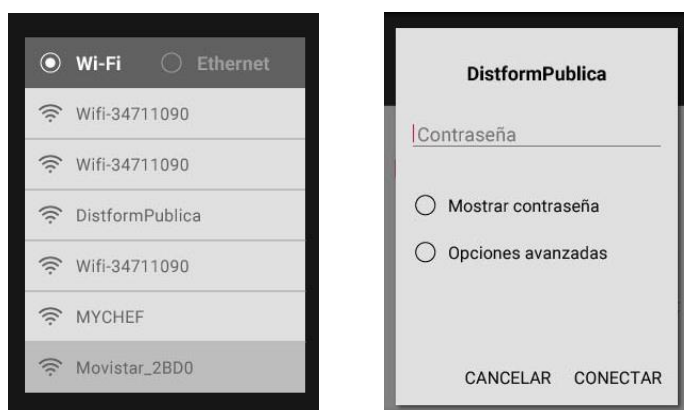 Wi-Fi Ethernet
Wifi-34711090
Wifi-34711090
DistformPublica
Wifi-34711090
MYCHEF
Movistar_2BD0
DistformPublica
Contraseña
Mostrar contraseña
Opciones avanzadas
CANCELAR CONECTAR